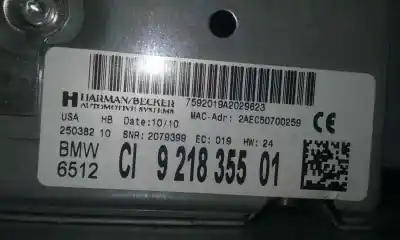 7592019A2029623
HARMAN/BECKER
AUTOMOTIVE SYSTEMS
MAC-Adr: 2AEC50700259
USA HB Date:10/10
250382 10 SNR: 2079399 EC: 019 HW: 24
BMW
6512
CI 9 218 355 01
CE